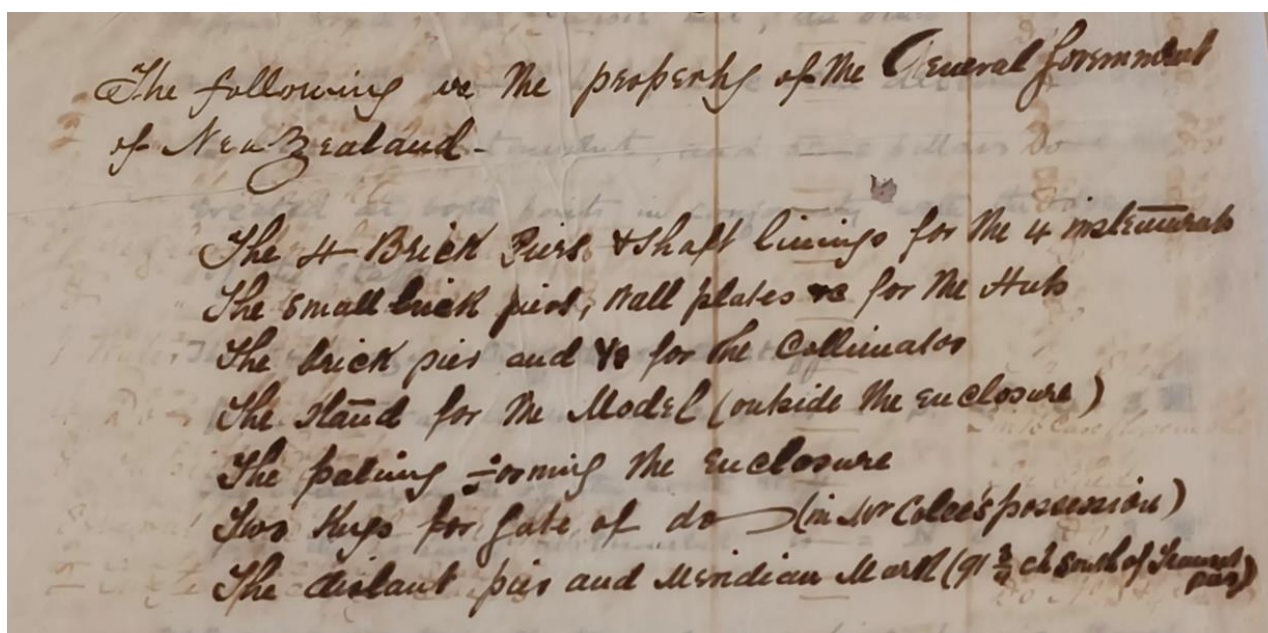 The following is the property of the General Government
of New Zealand -
The 4 Brick Piers & Shaft linings for the 4 instruments
The small brick piers, wall plates &c for the Huts
The brick pier and &c for the Collimator
The Stand for the Model (outside the enclosure)
The paling forming the enclosure
Two Keys for gate of do (in Mr Coles's possession)
The distant pier and Meridian Mark (91 3/4 ch South of Transit
pier)